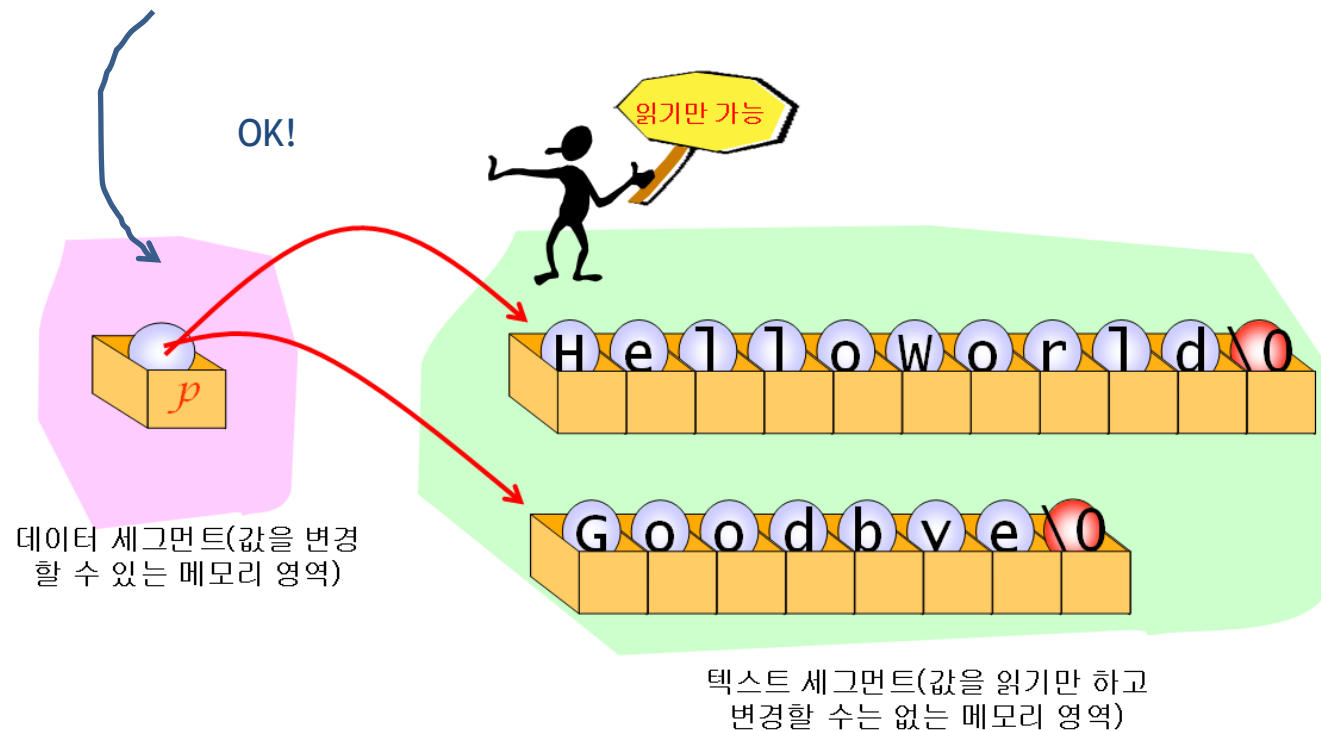 OK!
읽기만 가능
p
HelloWorld\0
Goodbye\0
데이터 세그먼트(값을 변경
할 수 있는 메모리 영역)
텍스트 세그먼트(값을 읽기만 하고
변경할 수는 없는 메모리 영역)